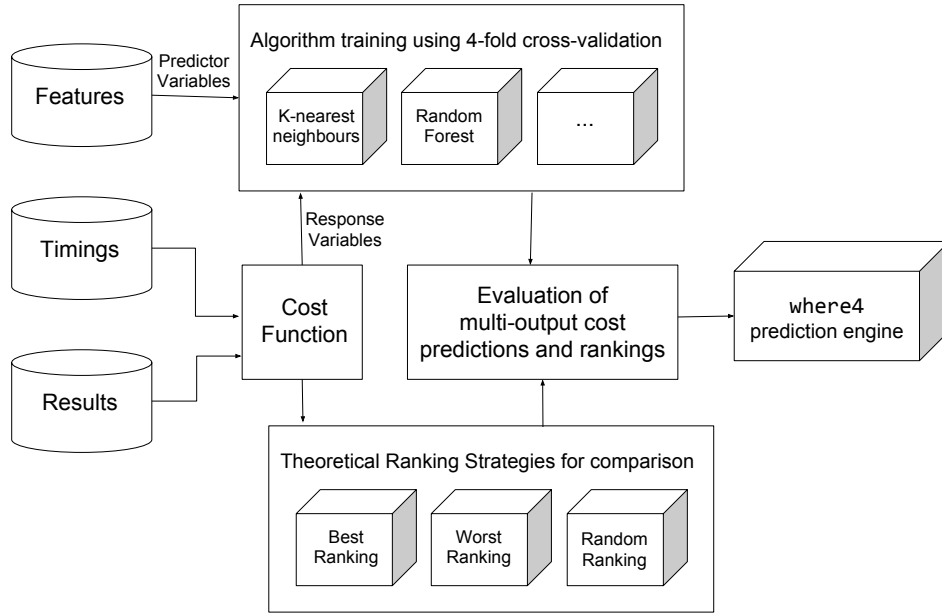 Algorithm training using 4-fold cross-validation
Predictor
Variables
Features
K-nearest
neighbours
Random
Forest
...
Response
Variables
Timings
Cost
Function
Evaluation of
multi-output cost
predictions and rankings
where4
prediction engine
Results
Theoretical Ranking Strategies for comparison
Best
Ranking
Worst
Ranking
Random
Ranking